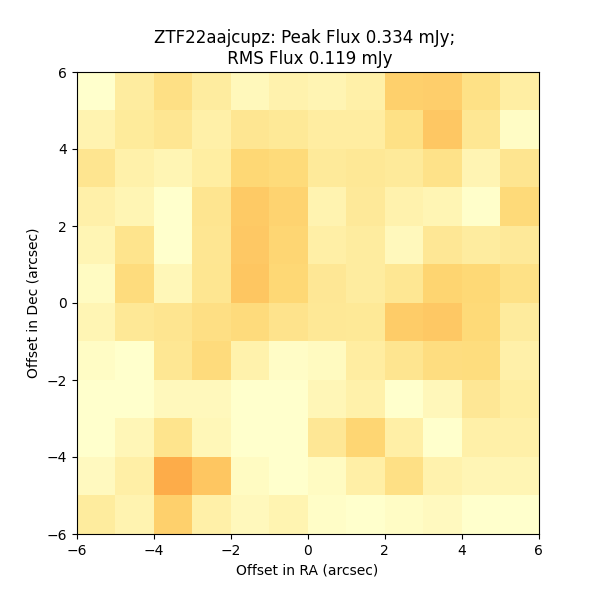 ZTF22aajcupz: Peak Flux 0.334 mJy;
RMS Flux 0.119 mJy
6
4
2
0
−2
−4
−6
Offset in Dec (arcsec)
−6 −4 −2 0 2 4 6
Offset in RA (arcsec)